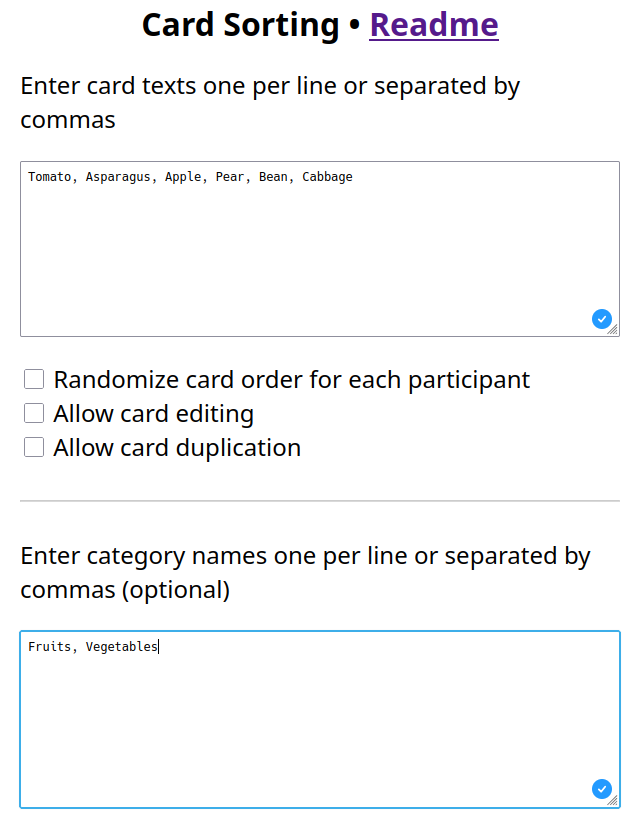 Card Sorting • Readme
Enter card texts one per line or separated by
commas
Tomato, Asparagus, Apple, Pear, Bean, Cabbage
Randomize card order for each participant
Allow card editing
Allow card duplication
Enter category names one per line or separated by
commas (optional)
Fruits, Vegetables